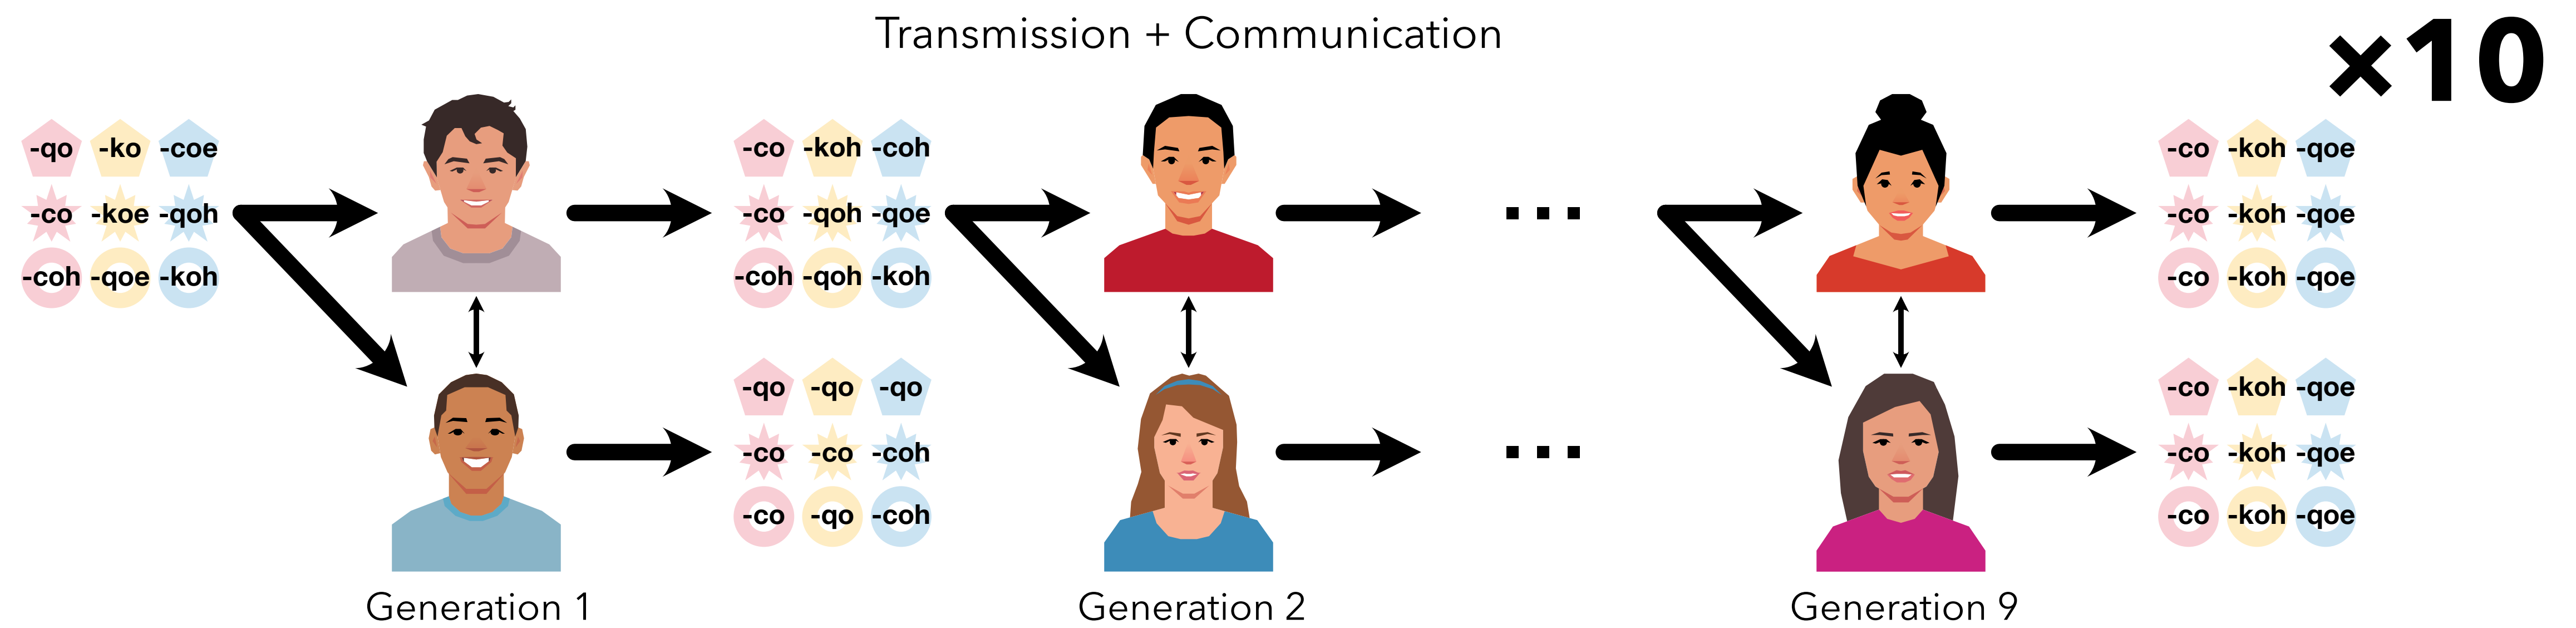 Transmission + Communication
×10
-qo -ko -coe
-co -koe -qoh
-coh -qoe -koh
-co -koh -coh
-co -qoh -qoe
-coh -qoh -koh
-qo -qo -qo
-co -co -coh
-co -qo -coh
...
...
-co -koh -qoe
-co -koh -qoe
-co -koh -qoe
-co -koh -qoe
-co -koh -qoe
-co -koh -qoe
Generation 1
Generation 2
Generation 9